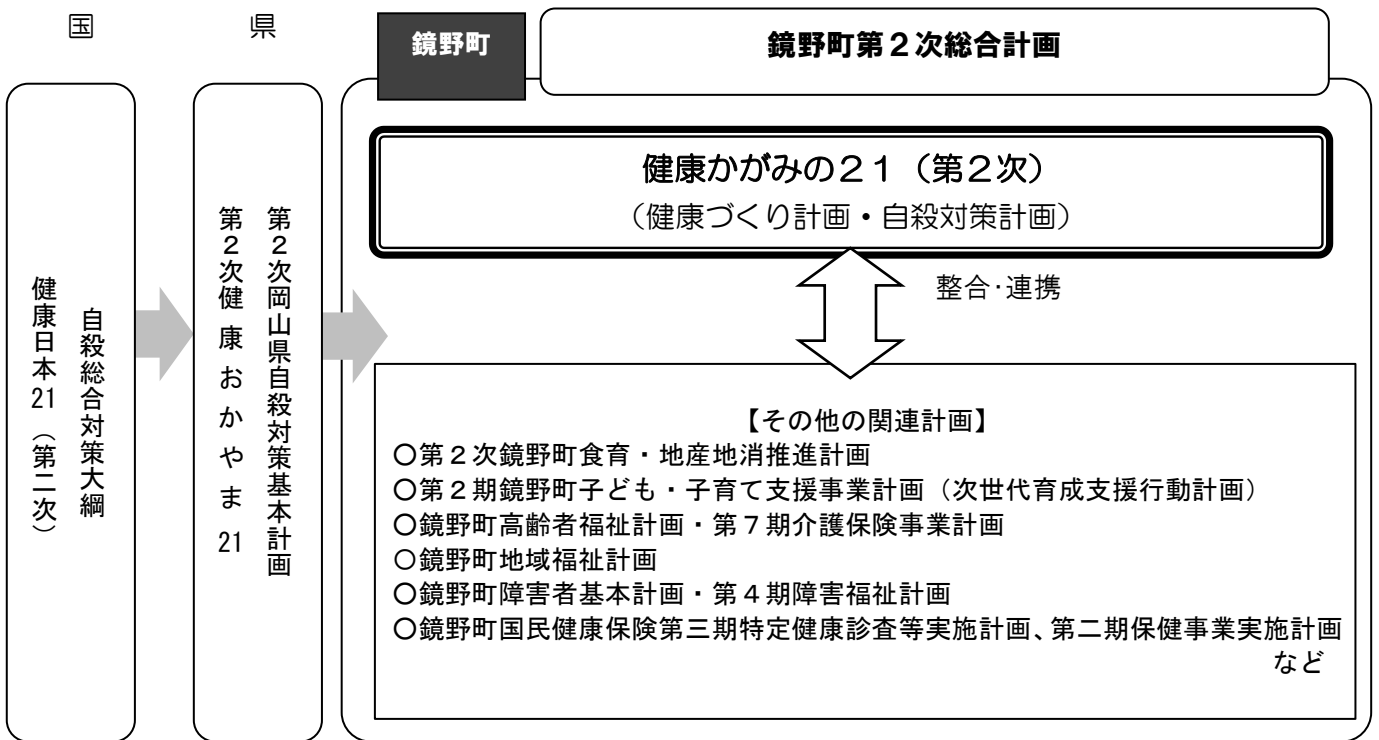 国
県
鏡野町
鏡野町第２次総合計画
自殺総合対策大綱
健康日本21（第二次）
第２次岡山県自殺対策基本計画
第２次健康おかやま21
健康かがみの２１（第２次）
（健康づくり計画・自殺対策計画）
整合・連携
【その他の関連計画】
〇第２次鏡野町食育・地産地消推進計画
〇第２期鏡野町子ども・子育て支援事業計画（次世代育成支援行動計画）
〇鏡野町高齢者福祉計画・第７期介護保険事業計画
〇鏡野町地域福祉計画
〇鏡野町障害者基本計画・第４期障害福祉計画
〇鏡野町国民健康保険第三期特定健康診査等実施計画、第二期保健事業実施計画
など